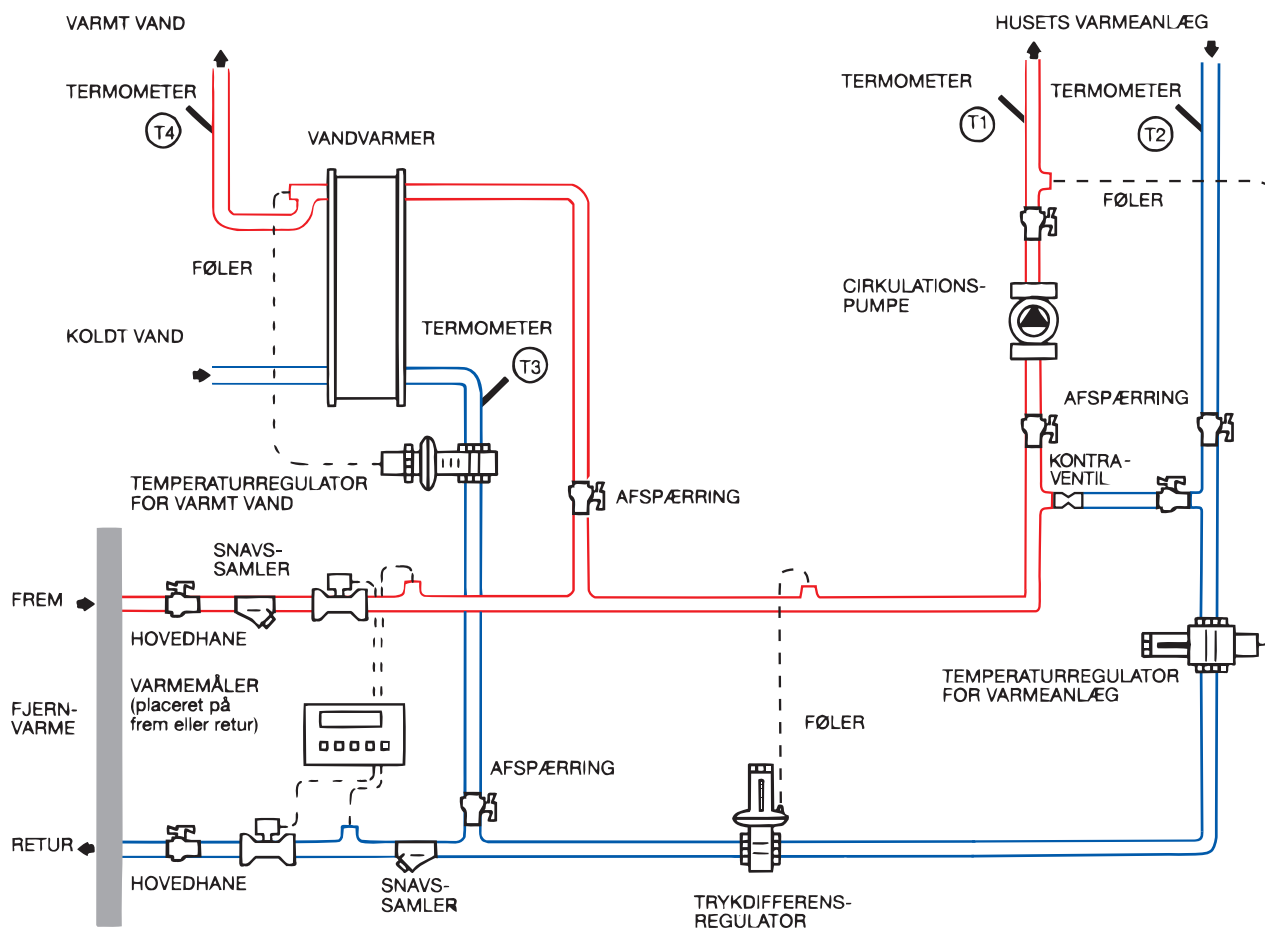 VARMT VAND
HUSETS VARMEANLÆG
TERMOMETER
T4
VANDVARMER
TERMOMETER
T1
TERMOMETER
T2
FØLER
FØLER
CIRKULATIONS-
PUMPE
KOLDT VAND
TERMOMETER
T3
AFSPÆRRING
TEMPERATURREGULATOR
FOR VARMT VAND
AFSPÆRRING
KONTRA-
VENTIL
SNAVS-
SAMLER
FREM
HOVEDHANE
VARMEMÅLER
(placeret på
frem eller retur)
FJERN-
VARME
TEMPERATURREGULATOR
FOR VARMEANLÆG
FØLER
AFSPÆRRING
RETUR
HOVEDHANE
SNAVS-
SAMLER
TRYKDIFFERENS-
REGULATOR